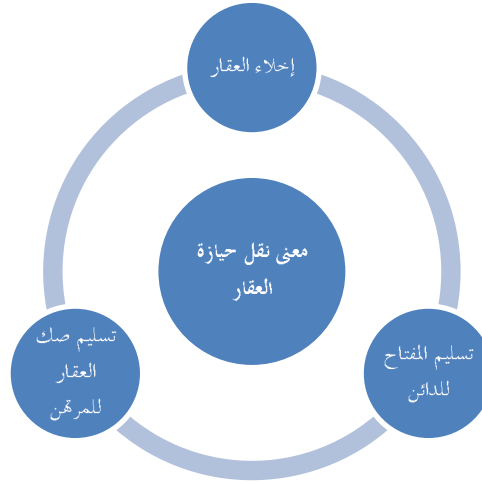 إخلاء العقار
معنى نقل حيازة
العقار
تسليم المفتاح
للدائن
تسليم صك
العقار
للمرتهن